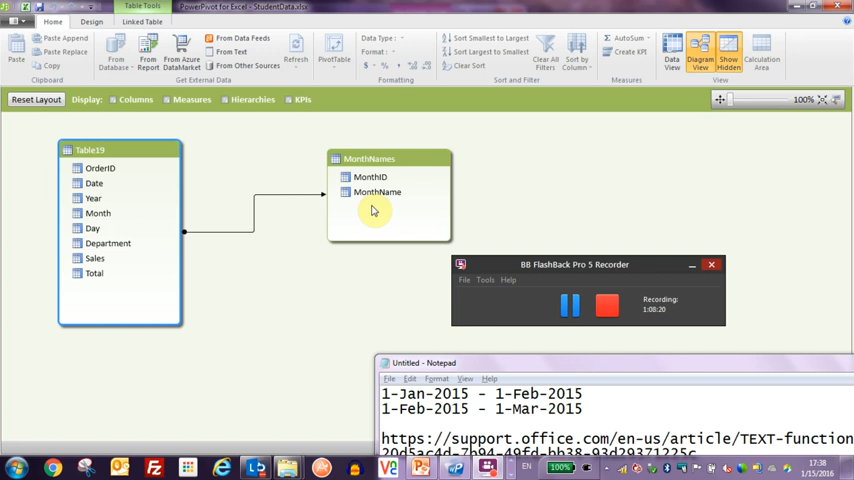 Table Tools
PowerPivot for Excel - StudentData.xlsx
Home
Design
Linked Table
Paste
Paste Append
Paste Replace
Copy
Clipboard
From Database
From Report
From Azure DataMarket
From Data Feeds
From Text
From Other Sources
Get External Data
Refresh
PivotTable
Data Type :
Format :
$ %
Formatting
Sort Smallest to Largest
Sort Largest to Smallest
Clear Sort
Clear All Filters
Sort by Column
Sort and Filter
AutoSum
Create KPI
Measures
Data View
Diagram View
Show Hidden
Calculation Area
View
Reset Layout
Display:
Columns
Measures
Hierarchies
KPIs
100%
Table19
OrderID
Date
Year
Month
Day
Department
Sales
Total
MonthNames
MonthID
MonthName
BB FlashBack Pro 5 Recorder
File Tools Help
Recording:
1:08:20
Untitled - Notepad
File Edit Format View Help
1-Jan-2015 - 1-Feb-2015
1-Feb-2015 - 1-Mar-2015
https://support.office.com/en-us/article/TEXT-function
20d5ac4d-7b94-49fd-bb38-93d29371225c
100%
17:38
1/15/2016